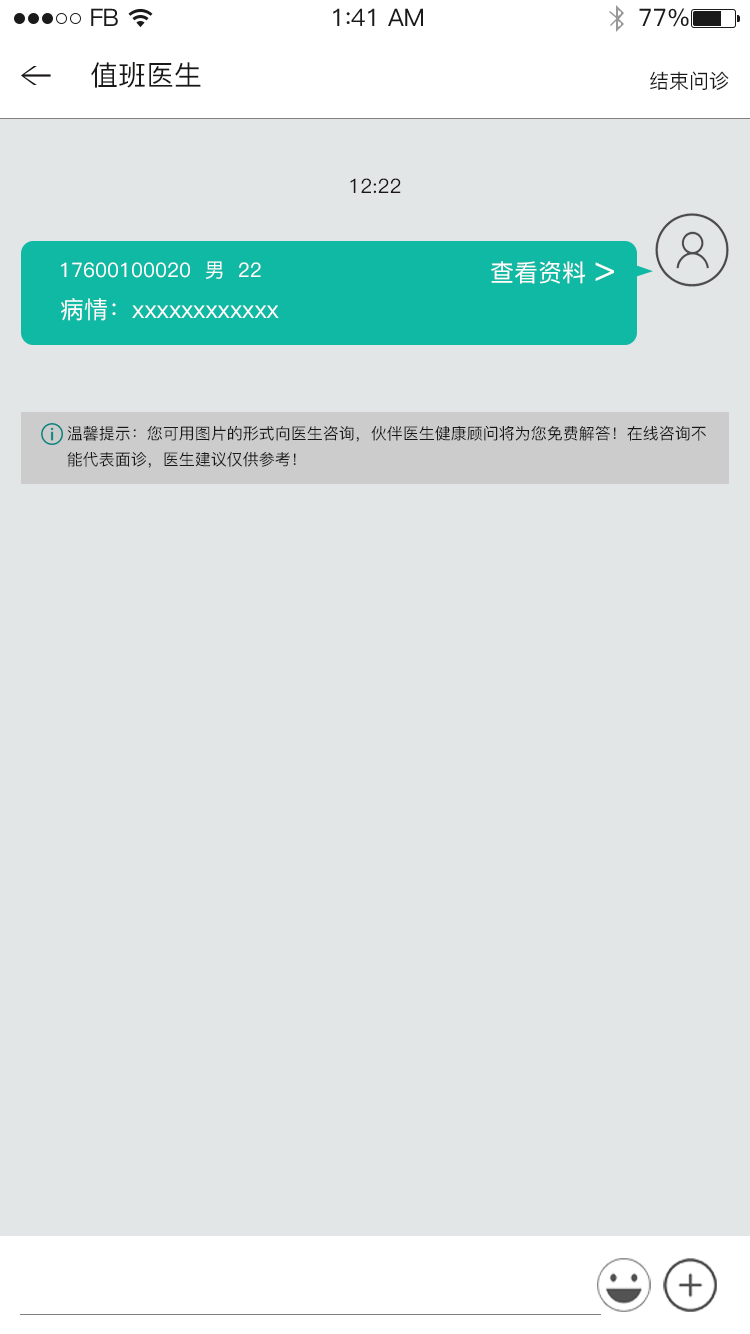 FB 1:41 AM 77%
值班医生 结束问诊
12:22
17600100020 男 22 查看资料 >
病情：xxxxxxxxxxxx
温馨提示：您可用图片的形式向医生咨询，伙伴医生健康顾问将为您免费解答！在线咨询不
能代表面诊，医生建议仅供参考！